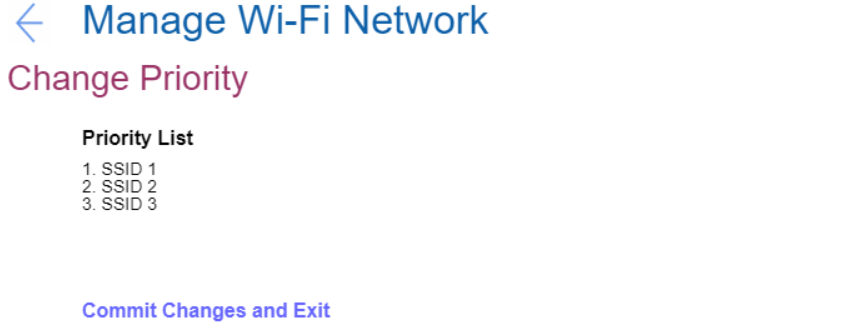 Manage Wi-Fi Network
Change Priority
Priority List
1. SSID 1
2. SSID 2
3. SSID 3
Commit Changes and Exit